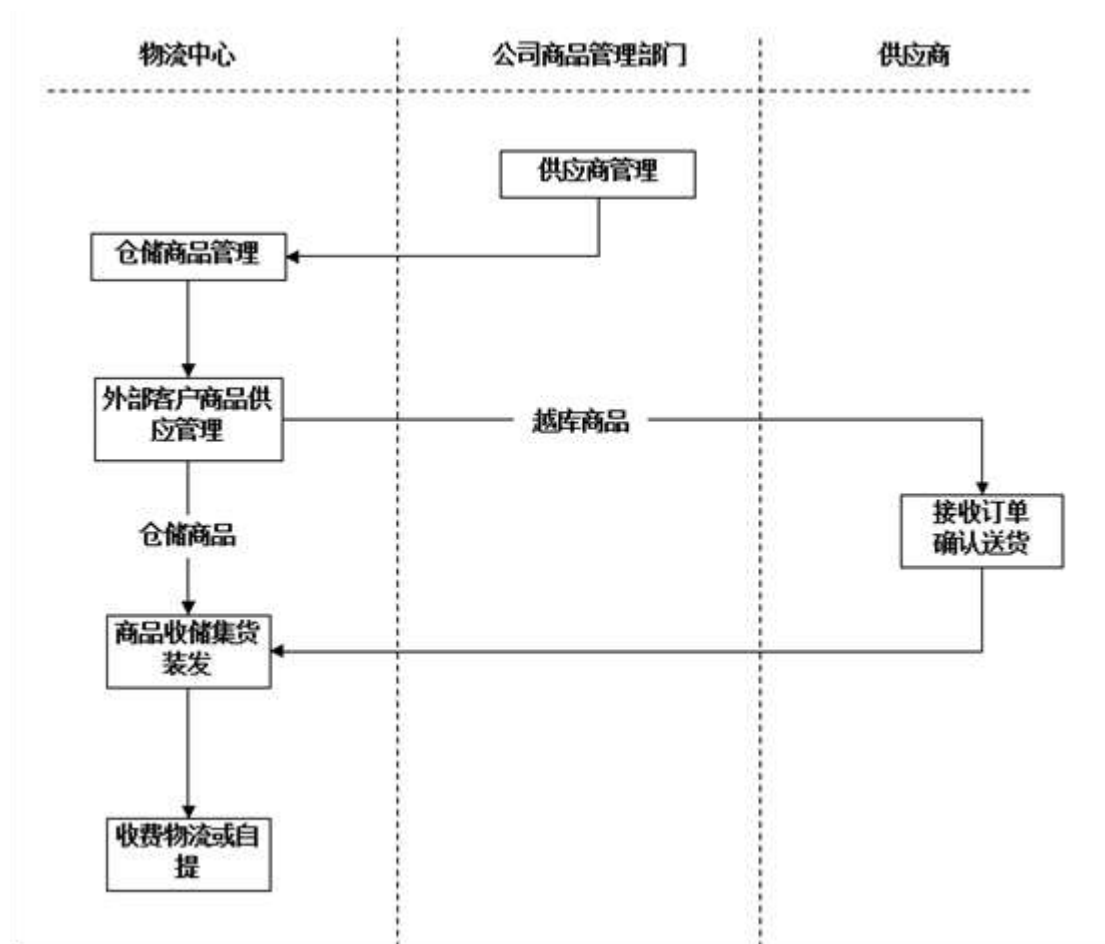 物流中心
公司商品管理部门
供应商
供应商管理
仓储商品管理
外部客户商品供
应管理
越库商品
接收订单
确认送货
仓储商品
商品收储集货
装发
收费物流或自
提